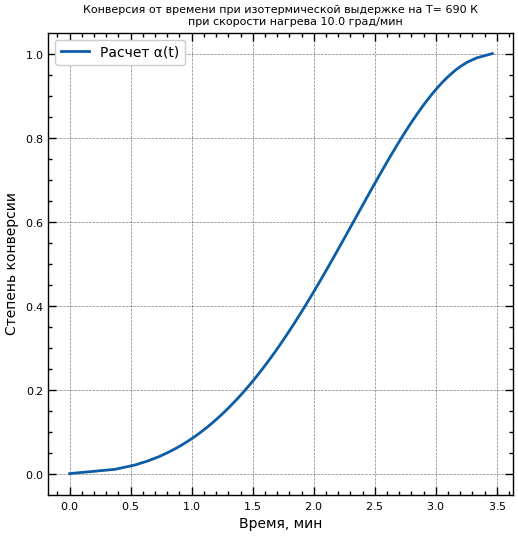 Конверсия от времени при изотермической выдержке на T= 690 K
при скорости нагрева 10.0 град/мин
Расчет α(t)
Степень конверсии
1.0
0.8
0.6
0.4
0.2
0.0
0.0 0.5 1.0 1.5 2.0 2.5 3.0 3.5
Время, мин